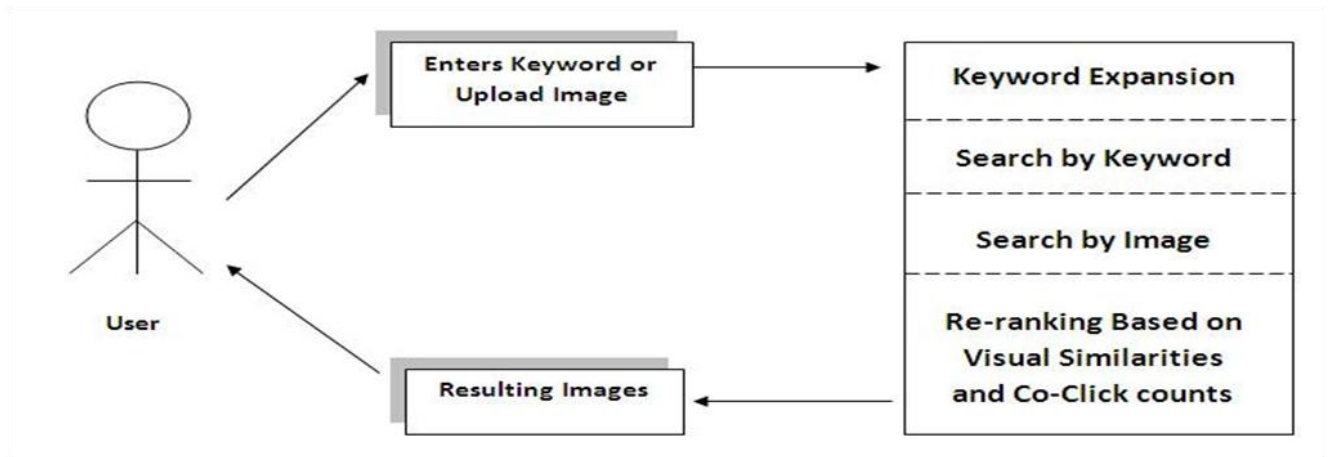 Enters Keyword or
Upload Image
Keyword Expansion
Search by Keyword
Search by Image
Re-ranking Based on
Visual Similarities
and Co-Click counts
Resulting Images
User